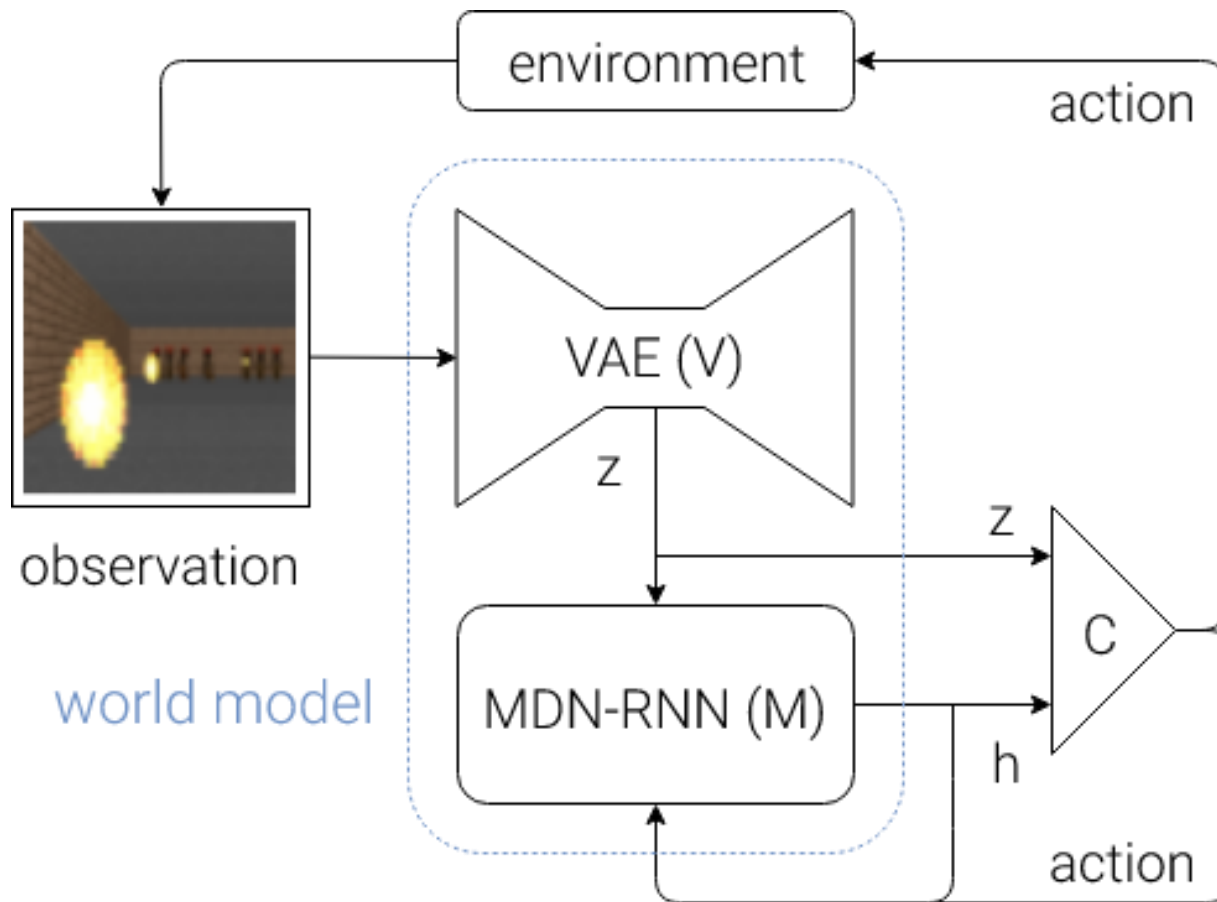 environment
action
VAE (V)
z
z
observation
C
world model
MDN-RNN (M)
h
action